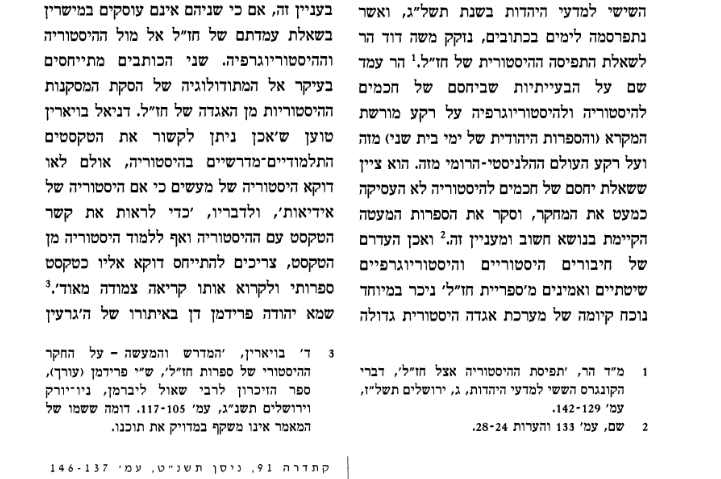 השישי למדעי היהדות בשנת תשל״ג, ואשר
נתפרסמה לימים בכתובים, נזקק משה דוד הר
לשאלת התפיסה ההיסטורית של חז״ל.¹ הר עמד
שם על הבעייתיות שביחסם של חכמים
להיסטוריה ולהיסטוריוגרפיה על רקע מורשת
המקרא (והספרות היהודית של ימי בית שני) מזה
ועל רקע העולם ההלניסטי-הרומי מזה. הוא ציין
ששאלת יחסם של חכמים להיסטוריה לא העסיקה
כמעט את המחקר, וסקר את הספרות המעטה
הקיימת בנושא חשוב ומעניין זה.² ואכן העדרם
של חיבורים היסטוריים והיסטוריוגרפיים
שיטתיים ואמינים מ׳ספריית חז״ל׳ ניכר במיוחד
נוכח קיומה של מערכת אגדה היסטורית גדולה
1 מ״ד הר, ׳תפיסת ההיסטוריה אצל חז״ל׳, דברי
הקונגרס הששי למדעי היהדות, ג, ירושלים תשל״ז,
עמ׳ 142-129.
2 שם, עמ׳ 133 והערות 28-24.
בעניין זה, אם כי שניהם אינם עוסקים במישרין
בשאלת עמדתם של חז״ל אל מול ההיסטוריה
וההיסטוריוגרפיה. שני הכותבים מתייחסים
בעיקר אל המתודולוגיה של הסקת המסקנות
ההיסטוריות מן האגדה של חז״ל. דניאל בויארין
טוען ש׳אכן ניתן לקשור את הטקסטים
התלמודיים־מדרשיים בהיסטוריה, אולם לאו
דוקא היסטוריה של מעשים כי אם היסטוריה של
אידיאות׳, ולדבריו, ׳כדי לראות את קשר
הטקסט עם ההיסטוריה ואף ללמוד היסטוריה מן
הטקסט, צריכים להתייחס דוקא אליו כטקסט
ספרותי ולקרוא אותו קריאה צמודה מאוד׳.³
שמא יהודה פרידמן דן באיתורו של ה׳גרעין
3 ד׳ בויארין, ׳המדרש והמעשה – על החקר
ההיסטורי של ספרות חז״ל׳, ש״י פרידמן (עורך),
ספר הזיכרון לרבי שאול ליברמן, ניו־יורק
וירושלים תשנ״ג, עמ׳ 117-105. דומה ששמו של
המאמר אינו משקף במדויק את תוכנו.
קתדרה 91, ניסן תשנ״ט, עמ׳ 146-137